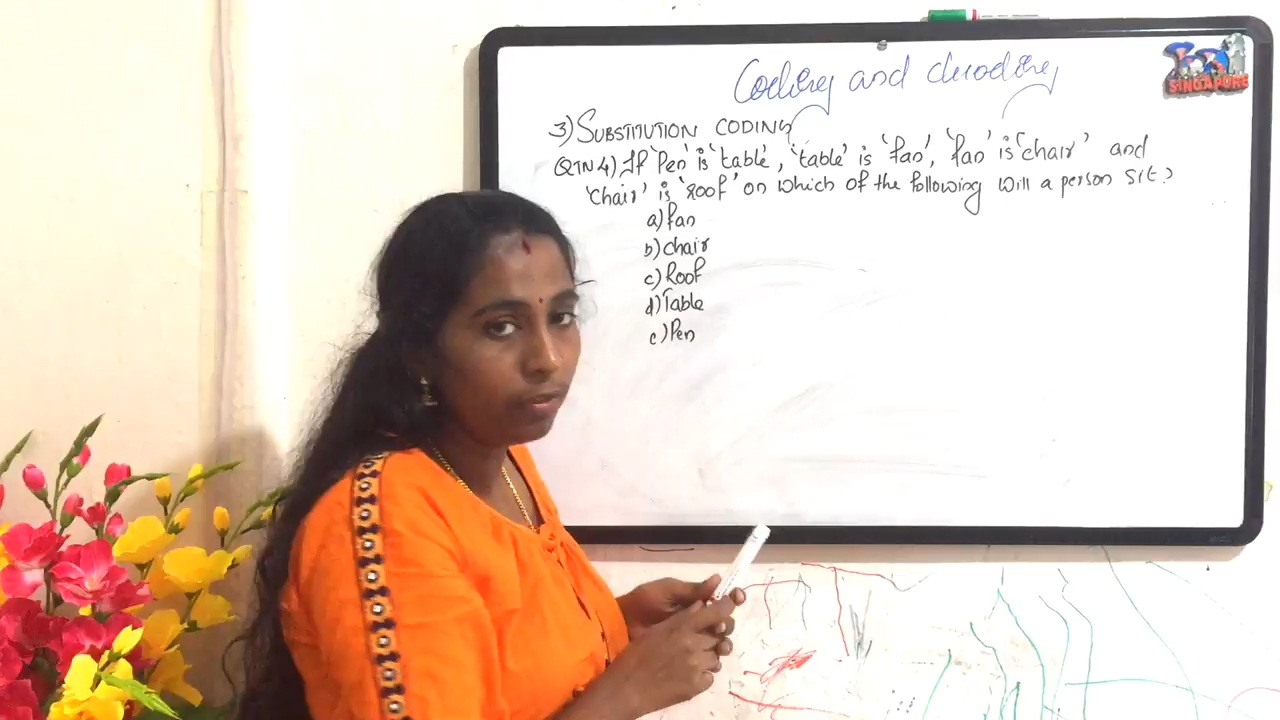 Coding and decoding
SINGAPORE
3) SUBSTITUTION CODING
QTN 4) If 'Pen' is 'table', 'table' is 'fan', 'fan' is 'chair' and
'chair' is 'Roof' on which of the following will a person sit?
a) fan
b) chair
c) Roof
d) Table
e) Pen